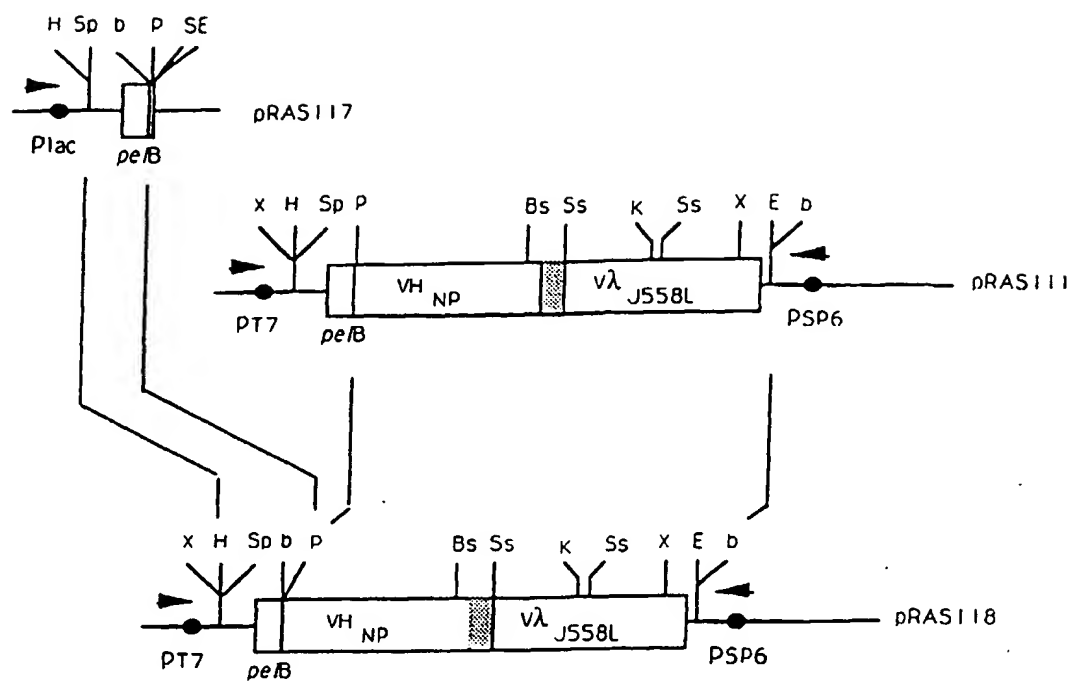 H Sp b P SE
pRAS117
Plac
pelB
X H Sp P Bs Ss K Ss X E b
VH NP
Vλ J558L
pRAS111
PT7
PSP6
pelB
X H Sp b P Bs Ss K Ss X E b
VH NP
Vλ J558L
pRAS118
PT7
PSP6
pelB